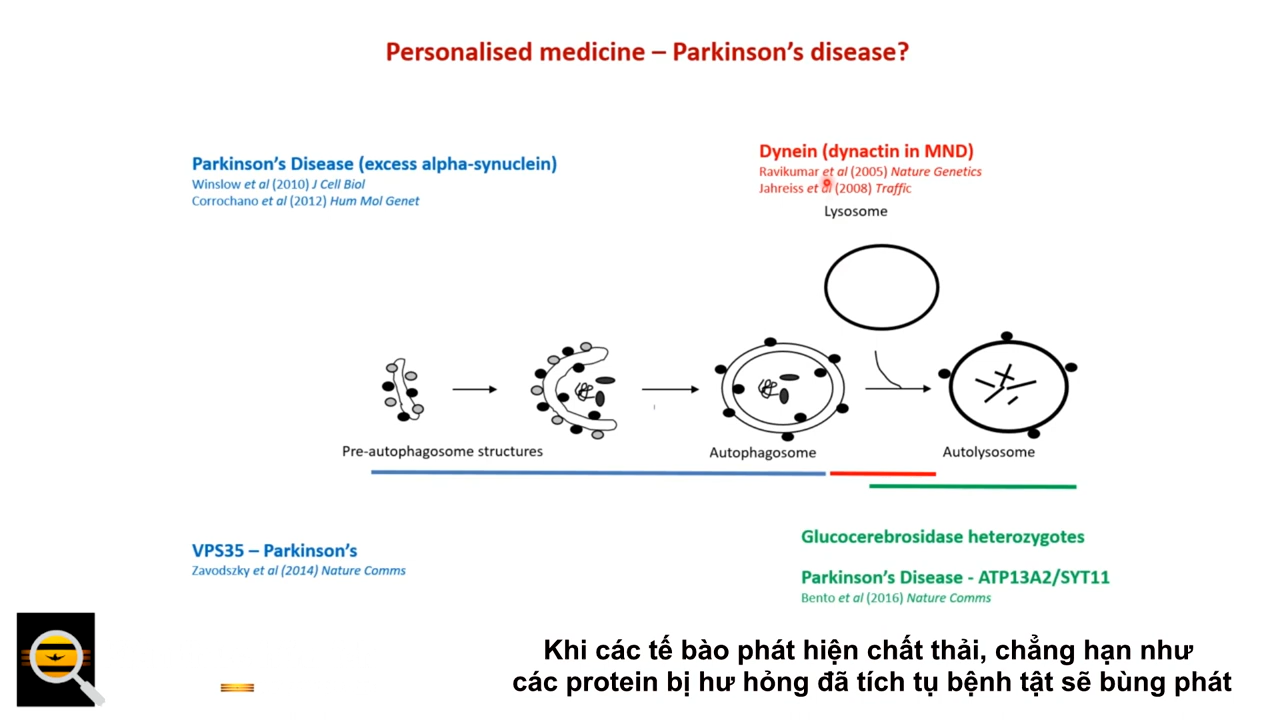 Personalised medicine – Parkinson's disease?
Parkinson's Disease (excess alpha-synuclein)
Winslow et al (2010) J Cell Biol
Corrochano et al (2012) Hum Mol Genet
Dynein (dynactin in MND)
Ravikumar et al (2005) Nature Genetics
Jahreiss et al (2008) Traffic
Lysosome
Pre-autophagosome structures
Autophagosome
Autolysosome
VPS35 – Parkinson's
Zavodszky et al (2014) Nature Comms
Glucocerebrosidase heterozygotes
Parkinson's Disease - ATP13A2/SYT11
Bento et al (2016) Nature Comms
Khi các tế bào phát hiện chất thải, chẳng hạn như
các protein bị hư hỏng đã tích tụ bệnh tật sẽ bùng phát